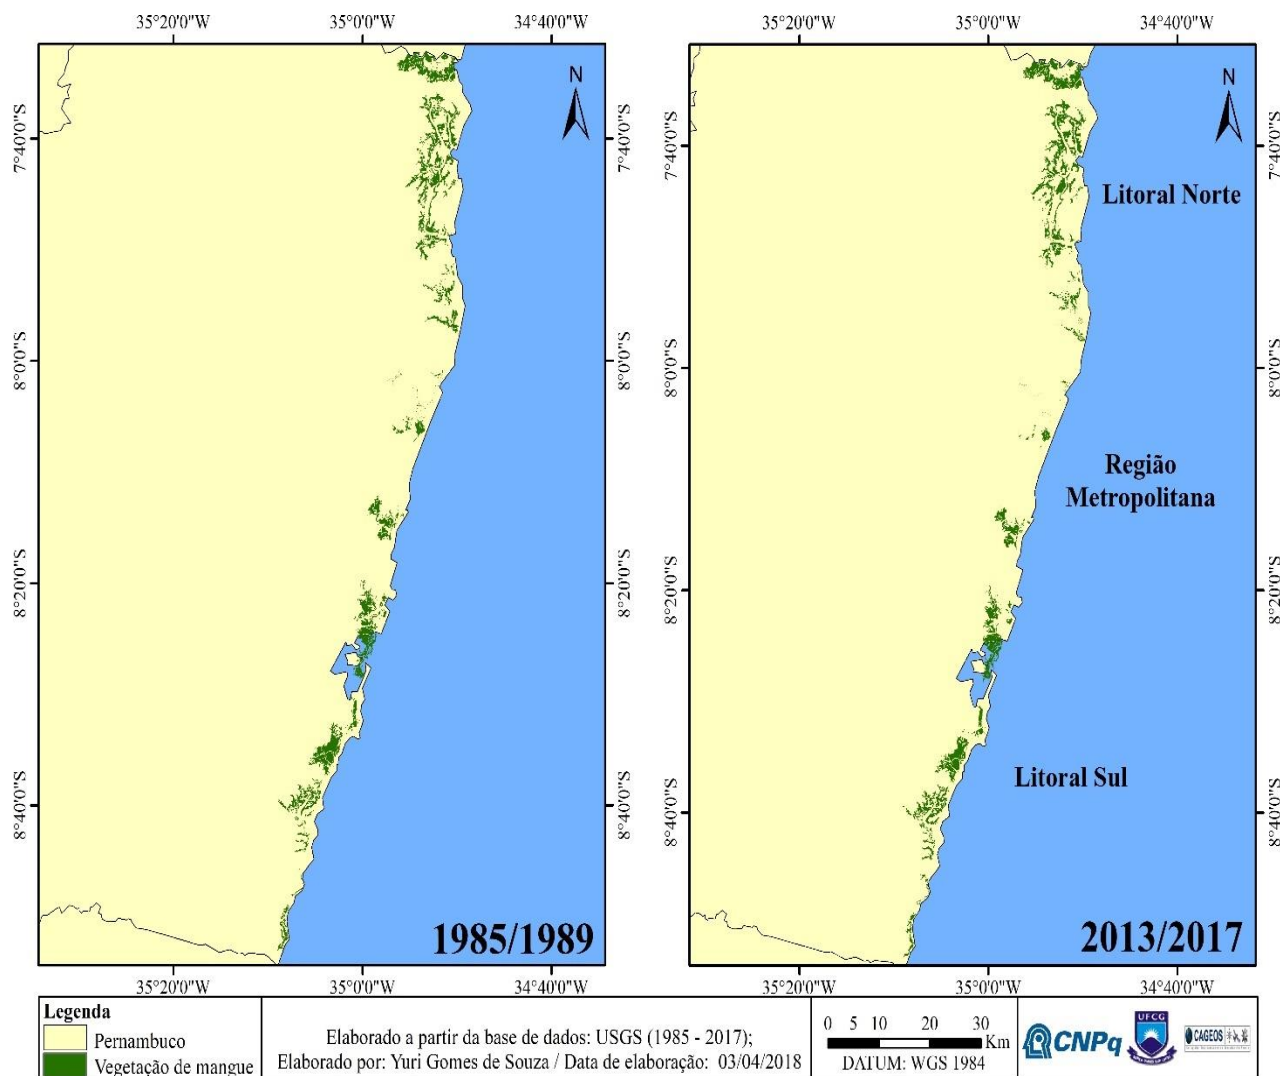 35°20'0"W 35°0'0"W 34°40'0"W
35°20'0"W 35°0'0"W 34°40'0"W
N
N
7°40'0"S
7°40'0"S
7°40'0"S
7°40'0"S
Litoral Norte
8°0'0"S
8°0'0"S
8°0'0"S
8°0'0"S
Região
Metropolitana
8°20'0"S
8°20'0"S
8°20'0"S
8°20'0"S
Litoral Sul
8°40'0"S
8°40'0"S
8°40'0"S
8°40'0"S
1985/1989
2013/2017
35°20'0"W 35°0'0"W 34°40'0"W
35°20'0"W 35°0'0"W 34°40'0"W
Legenda
Pernambuco
Vegetação de mangue
Elaborado a partir da base de dados: USGS (1985 - 2017);
Elaborado por: Yuri Gomes de Souza / Data de elaboração: 03/04/2018
0 5 10 20 30
Km
DATUM: WGS 1984
CNPq
UFCG
CAGEOS